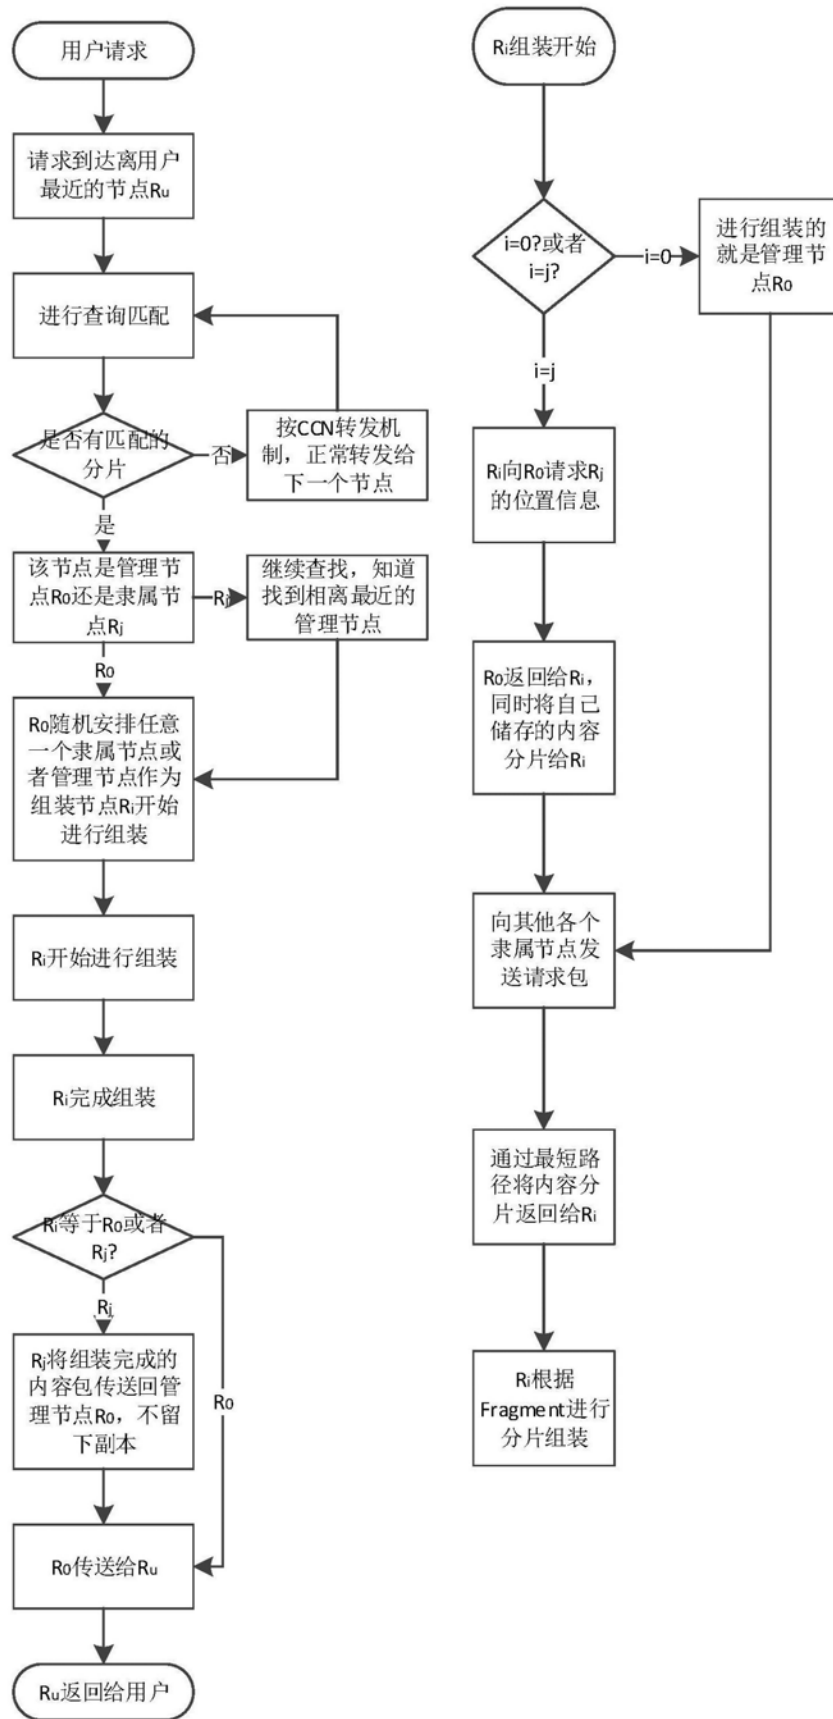 用户请求
请求到达离用户
最近的节点Ru
进行查询匹配
是否有匹配的
分片
否
按CCN转发机
制，正常转发给
下一个节点
是
该节点是管理节
点R0还是隶属节
点Rj
Rj
继续查找，知道
找到相离最近的
管理节点
R0
R0随机安排任意
一个隶属节点或
者管理节点作为
组装节点Ri开始
进行组装
Ri开始进行组装
Ri完成组装
Ri等于R0或者
Rj?
Rj
R0
Rj将组装完成的
内容包传送回管
理节点R0，不留
下副本
R0传送给Ru
Ru返回给用户
Ri组装开始
i=0?或者
i=j?
i=0
进行组装的
就是管理节
点R0
i=j
Ri向R0请求Rj
的位置信息
R0返回给Ri，
同时将自己
储存的内容
分片给Ri
向其他各个
隶属节点发
送请求包
通过最短路
径将内容分
片返回给Ri
Ri根据
Fragment进行
分片组装